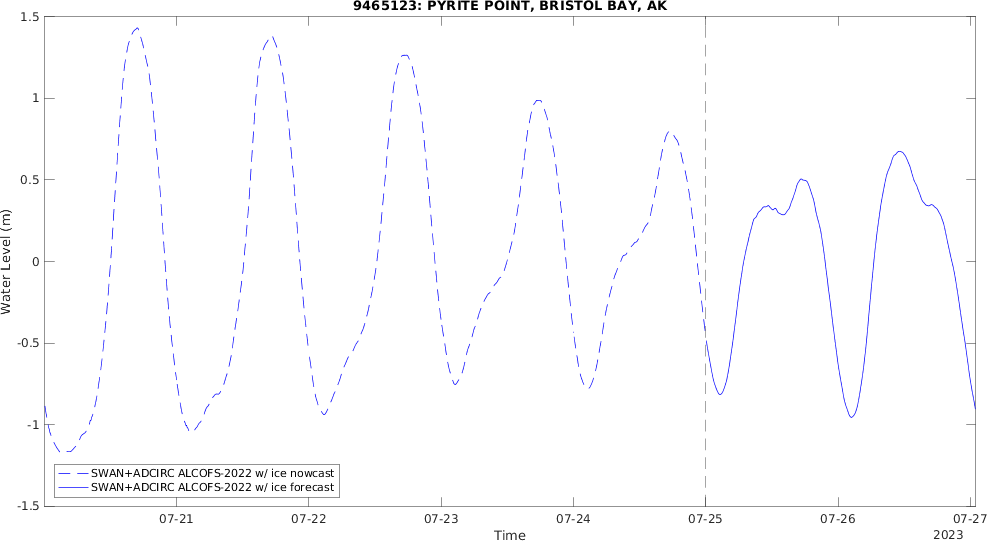 9465123: PYRITE POINT, BRISTOL BAY, AK
1.5
1
0.5
0
-0.5
-1
-1.5
Water Level (m)
SWAN+ADCIRC ALCOFS-2022 w/ ice nowcast
SWAN+ADCIRC ALCOFS-2022 w/ ice forecast
07-21 07-22 07-23 07-24 07-25 07-26 07-27
Time 2023